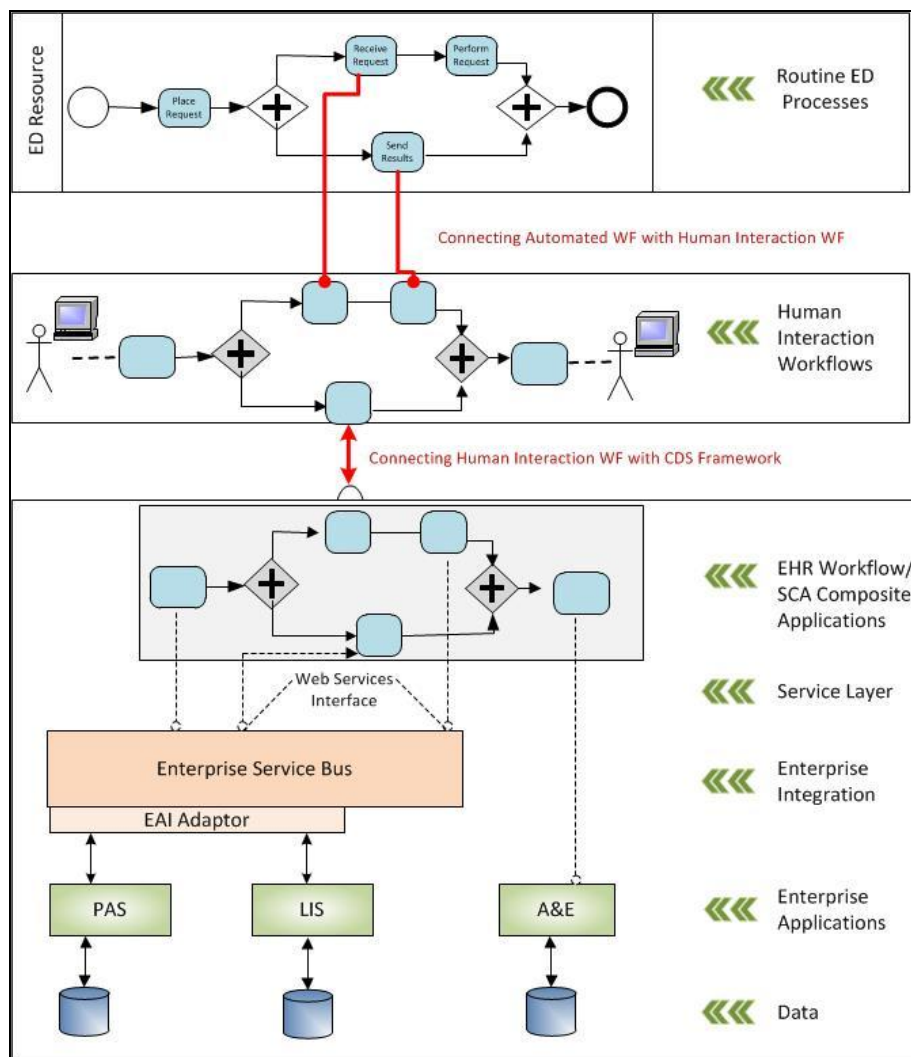 ED Resource
Place
Request
Receive
Request
Perform
Request
Send
Results
Routine ED
Processes
Connecting Automated WF with Human Interaction WF
Human
Interaction
Workflows
Connecting Human Interaction WF with CDS Framework
EHR Workflow/
SCA Composite
Applications
Web Services
Interface
Service Layer
Enterprise Service Bus
Enterprise
Integration
EAI Adaptor
PAS
LIS
A&E
Enterprise
Applications
Data